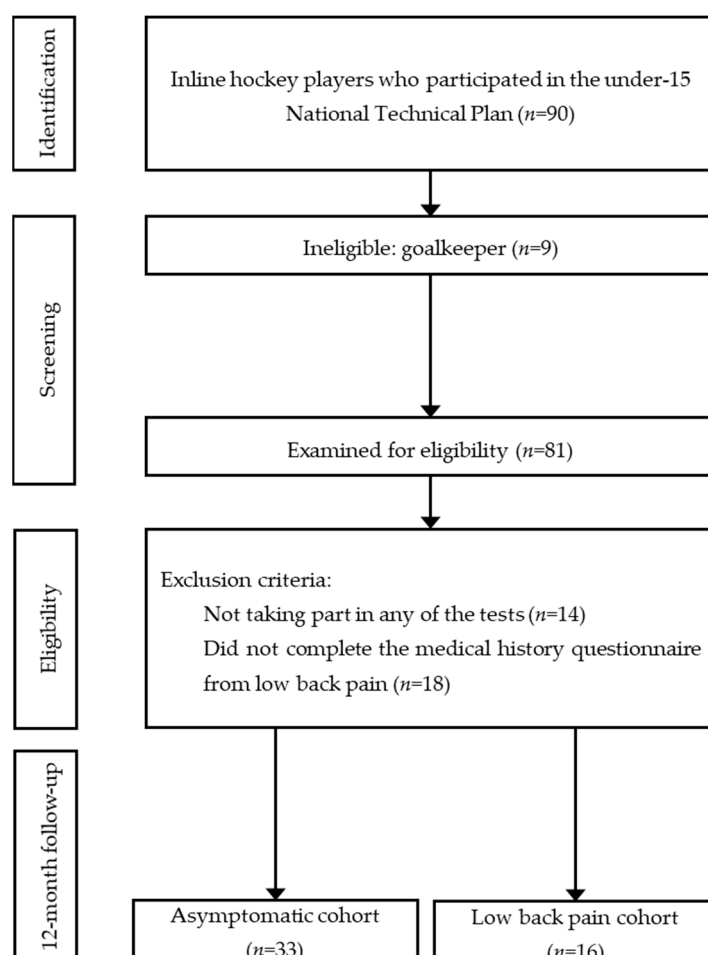 Identification
Inline hockey players who participated in the under-15
National Technical Plan (n=90)
Screening
Ineligible: goalkeeper (n=9)
Examined for eligibility (n=81)
Eligibility
Exclusion criteria:
Not taking part in any of the tests (n=14)
Did not complete the medical history questionnaire
from low back pain (n=18)
12-month follow-up
Asymptomatic cohort
(n=33)
Low back pain cohort
(n=16)